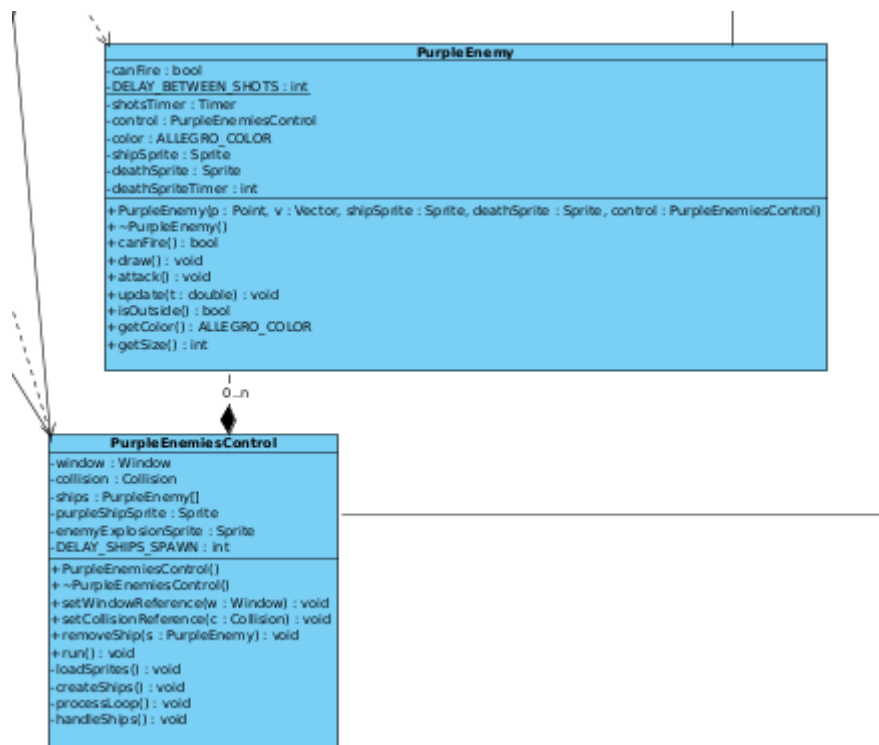 PurpleEnemy
-canFire : bool
-DELAY_BETWEEN_SHOTS : int
-shotsTimer : Timer
-control : PurpleEnemiesControl
-color : ALLEGRO_COLOR
-shipSprite : Sprite
-deathSprite : Sprite
-deathSpriteTimer : int
+PurpleEnemy(p : Point, v : Vector, shipSprite : Sprite, deathSprite : Sprite, control : PurpleEnemiesControl)
+~PurpleEnemy()
+canFire() : bool
+draw() : void
+attack() : void
+update(t : double) : void
+isOutside() : bool
+getColor() : ALLEGRO_COLOR
+getSize() : int
0..n
PurpleEnemiesControl
-window : Window
-collision : Collision
-ships : PurpleEnemy[]
-purpleShipSprite : Sprite
-enemyExplosionSprite : Sprite
-DELAY_SHIPS_SPAWN : int
+PurpleEnemiesControl()
+~PurpleEnemiesControl()
+setWindowReference(w : Window) : void
+setCollisionReference(c : Collision) : void
+removeShip(s : PurpleEnemy) : void
+run() : void
-loadSprites() : void
-createShips() : void
-processLoop() : void
-handleShips() : void